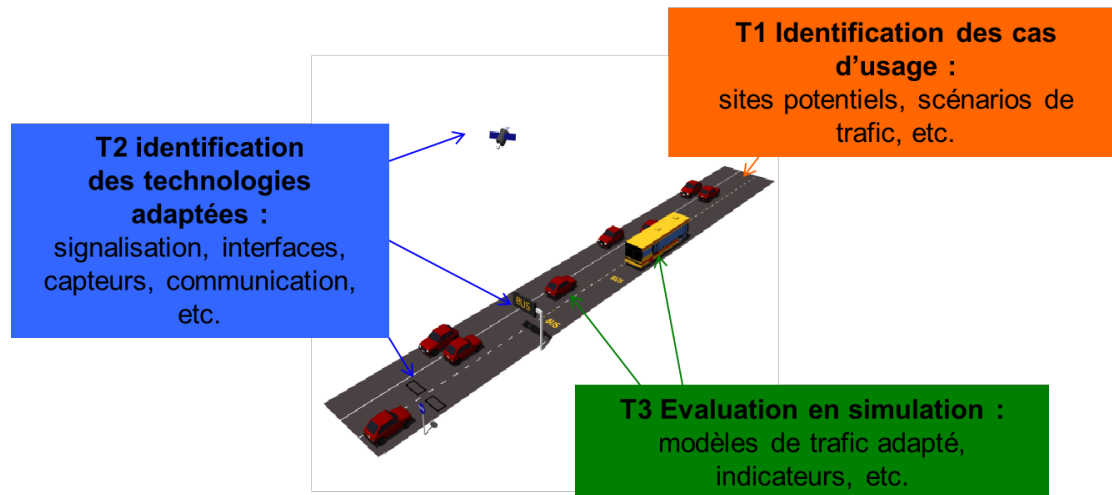 T1 Identification des cas
d’usage :
sites potentiels, scénarios de
trafic, etc.
T2 identification
des technologies
adaptées :
signalisation, interfaces,
capteurs, communication,
etc.
BUS
BUS
BUS
T3 Evaluation en simulation :
modèles de trafic adapté,
indicateurs, etc.